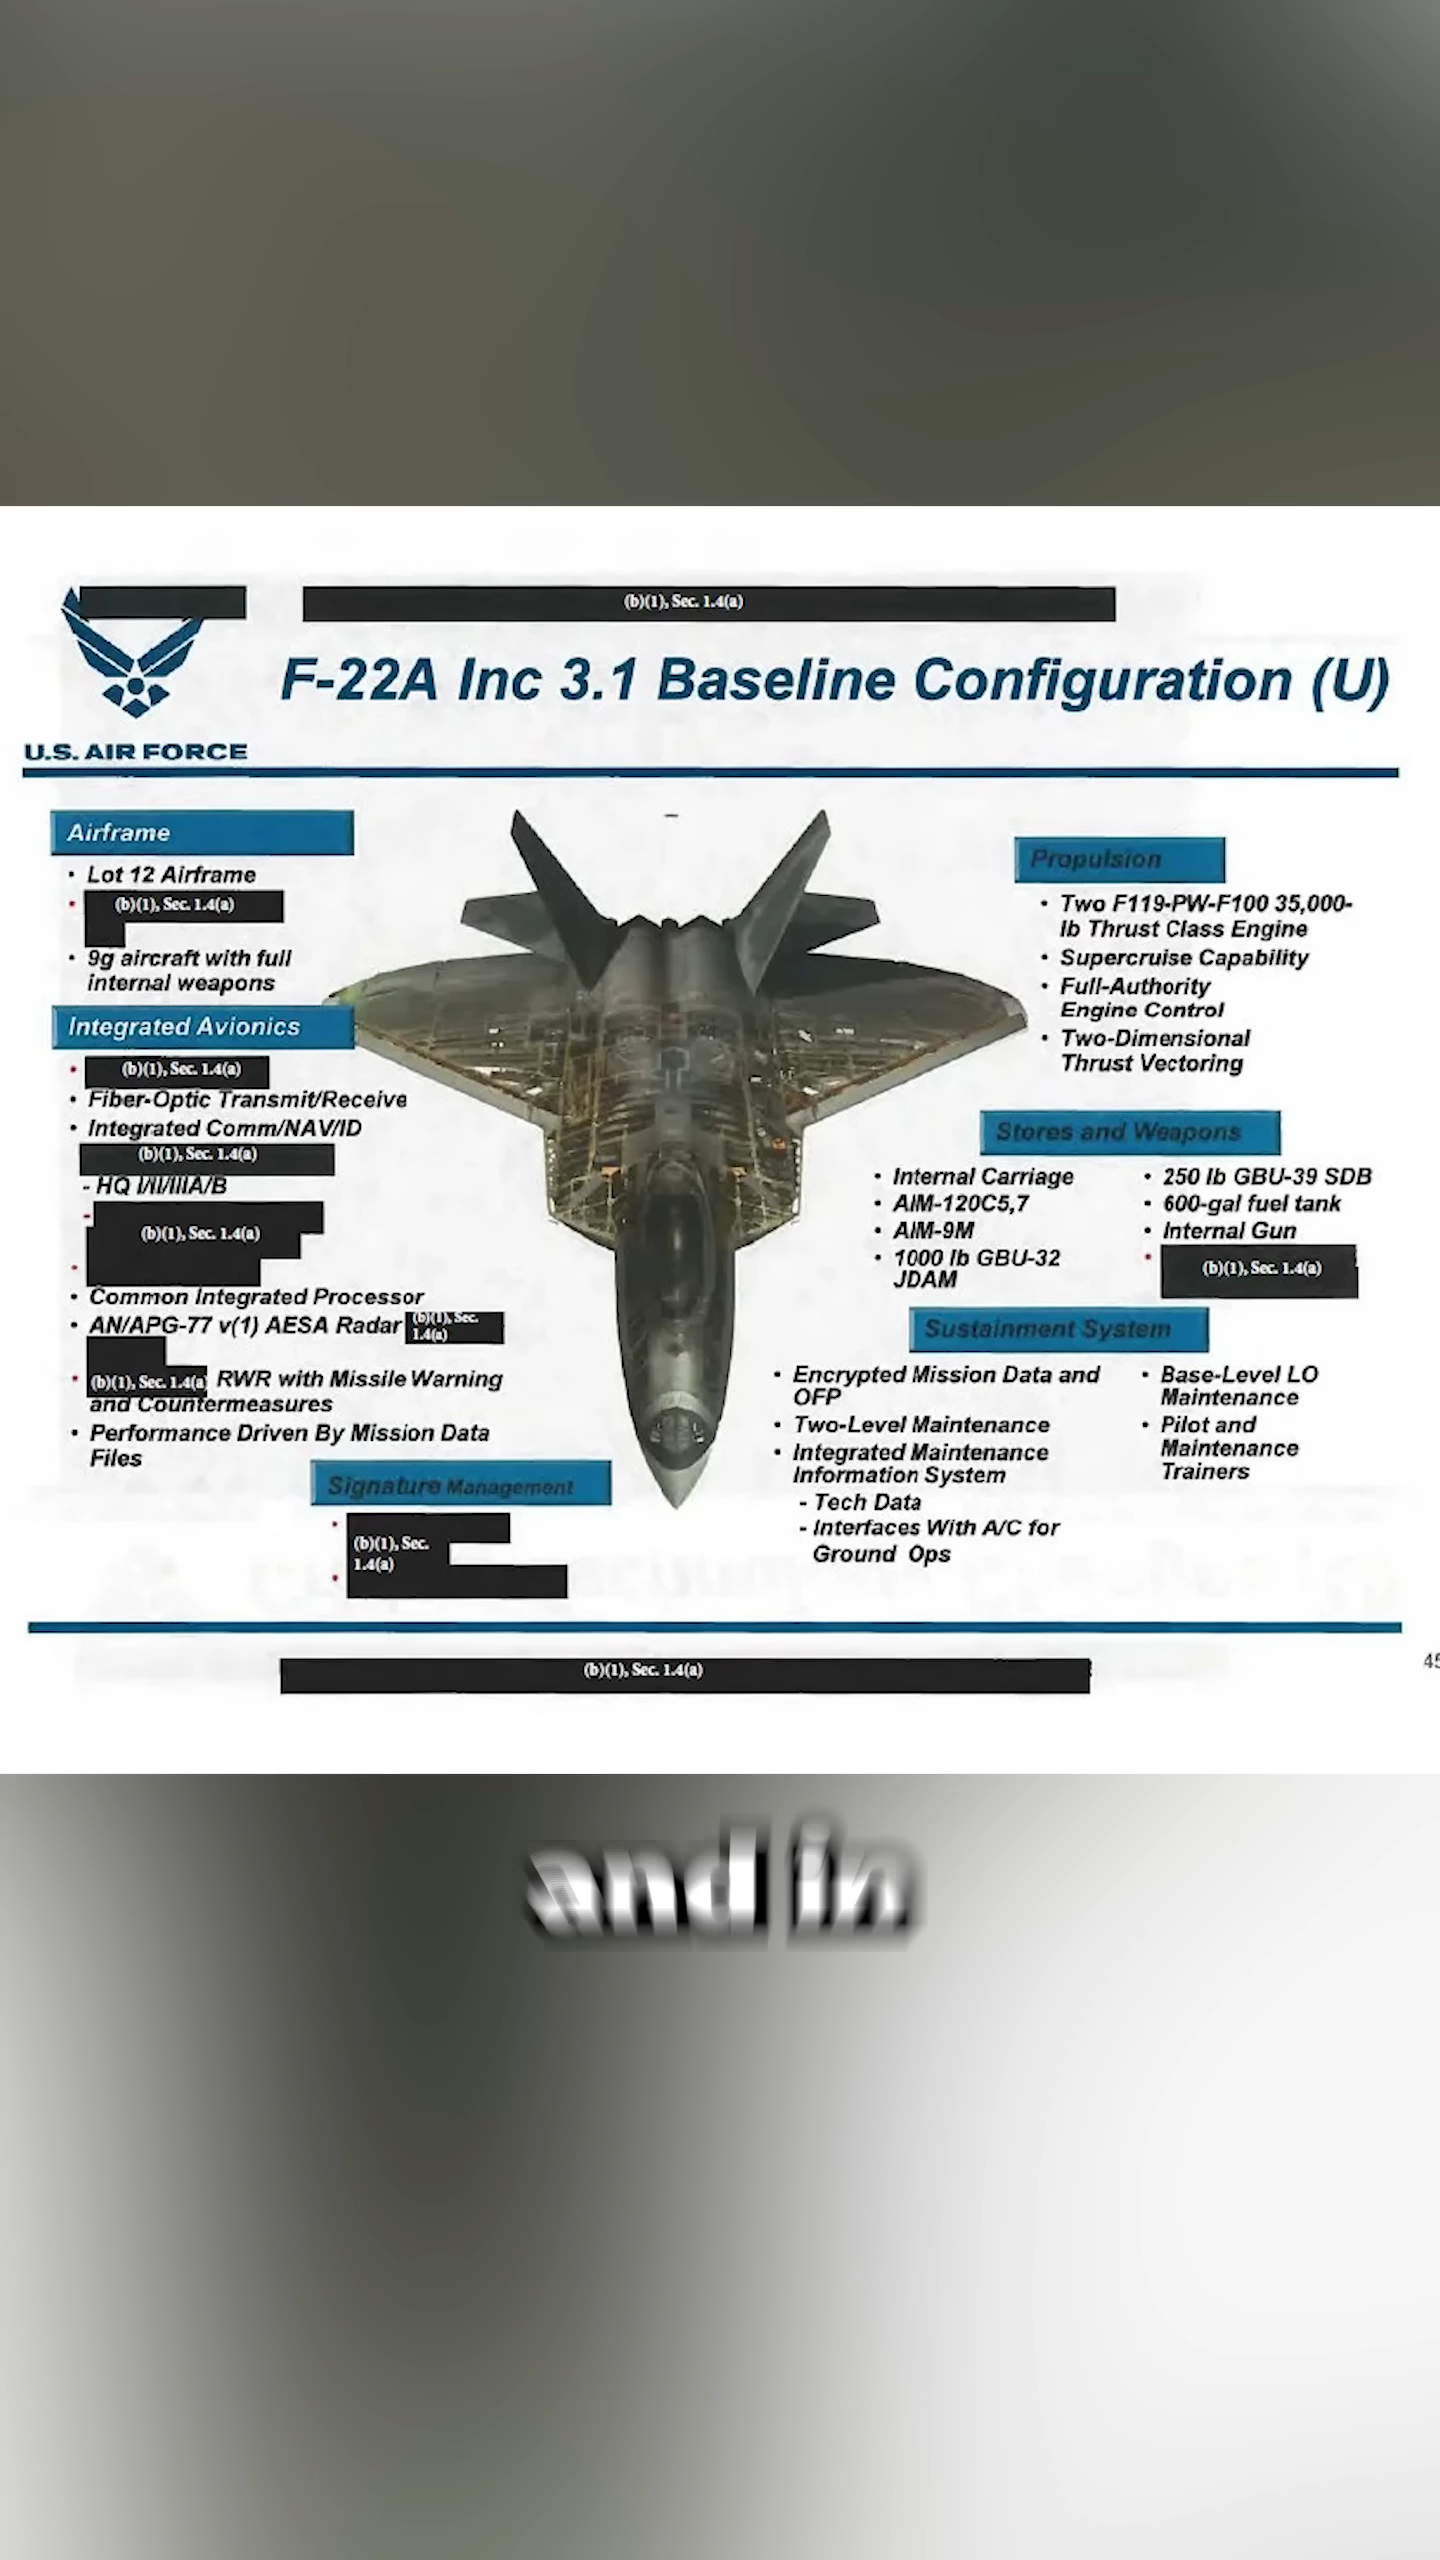 (b)(1), Sec. 1.4(a)
F-22A Inc 3.1 Baseline Configuration (U)
U.S. AIR FORCE
Airframe
• Lot 12 Airframe
• (b)(1), Sec. 1.4(a)
• 9g aircraft with full
internal weapons
Integrated Avionics
• (b)(1), Sec. 1.4(a)
• Fiber-Optic Transmit/Receive
• Integrated Comm/NAV/ID
(b)(1), Sec. 1.4(a)
- HQ I/II/IIIA/B
- (b)(1), Sec. 1.4(a)
•
• Common Integrated Processor
• AN/APG-77 v(1) AESA Radar (b)(1), Sec.
1.4(a)
• (b)(1), Sec. 1.4(a) RWR with Missile Warning
and Countermeasures
• Performance Driven By Mission Data
Files
Signature Management
• (b)(1), Sec.
1.4(a)
•
Propulsion
• Two F119-PW-F100 35,000-
lb Thrust Class Engine
• Supercruise Capability
• Full-Authority
Engine Control
• Two-Dimensional
Thrust Vectoring
Stores and Weapons
• Internal Carriage
• AIM-120C5,7
• AIM-9M
• 1000 lb GBU-32
JDAM
• 250 lb GBU-39 SDB
• 600-gal fuel tank
• Internal Gun
• (b)(1), Sec. 1.4(a)
Sustainment System
• Encrypted Mission Data and
OFP
• Two-Level Maintenance
• Integrated Maintenance
Information System
- Tech Data
- Interfaces With A/C for
Ground Ops
• Base-Level LO
Maintenance
• Pilot and
Maintenance
Trainers
(b)(1), Sec. 1.4(a)
45
and in